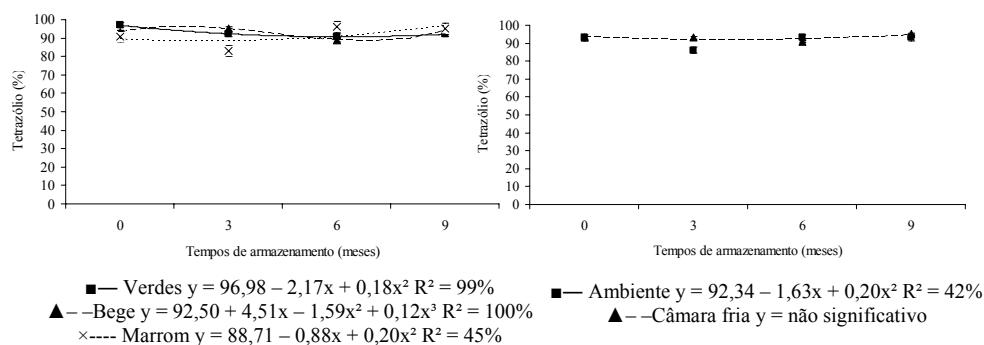 Tetrazólio (%)
100
90
80
70
60
50
40
30
20
10
0
0 3 6 9
Tempos de armazenamento (meses)
■— Verdes y = 96,98 – 2,17x + 0,18x² R² = 99%
▲– –Bege y = 92,50 + 4,51x – 1,59x² + 0,12x³ R² = 100%
×---- Marrom y = 88,71 – 0,88x + 0,20x² R² = 45%
Tetrazólio (%)
100
90
80
70
60
50
40
30
20
10
0
0 3 6 9
Tempos de armazenamento (meses)
■— Ambiente y = 92,34 – 1,63x + 0,20x² R² = 42%
▲– –Câmara fria y = não significativo